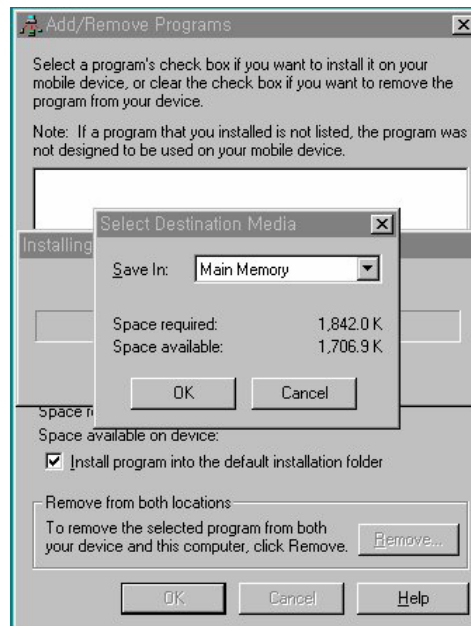 Add/Remove Programs
Select a program's check box if you want to install it on your
mobile device, or clear the check box if you want to remove the
program from your device.
Note: If a program that you installed is not listed, the program was
not designed to be used on your mobile device.
Select Destination Media
Installing
Save In: Main Memory
Space required: 1,842.0 K
Space available: 1,706.9 K
OK Cancel
Space
Space available on device:
Install program into the default installation folder
Remove from both locations
To remove the selected program from both
your device and this computer, click Remove.
Remove...
OK Cancel Help